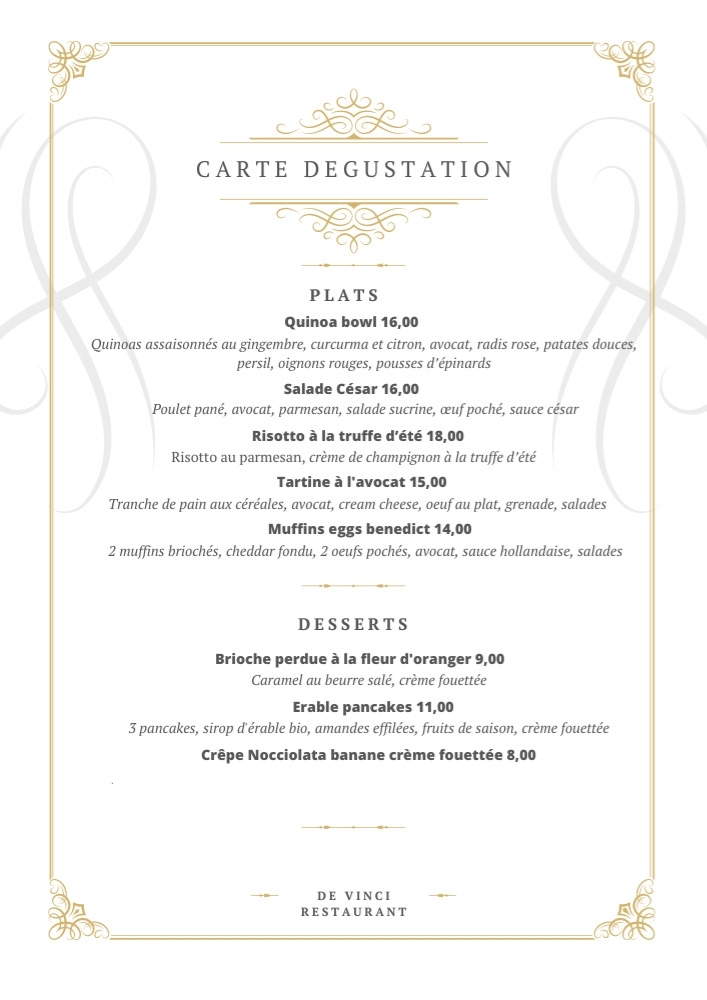 CARTE DEGUSTATION
PLATS
Quinoa bowl 16,00
Quinoas assaisonnés au gingembre, curcurma et citron, avocat, radis rose, patates douces,
persil, oignons rouges, pousses d’épinards
Salade César 16,00
Poulet pané, avocat, parmesan, salade sucrine, œuf poché, sauce césar
Risotto à la truffe d’été 18,00
Risotto au parmesan, crème de champignon à la truffe d’été
Tartine à l'avocat 15,00
Tranche de pain aux céréales, avocat, cream cheese, oeuf au plat, grenade, salades
Muffins eggs benedict 14,00
2 muffins briochés, cheddar fondu, 2 oeufs pochés, avocat, sauce hollandaise, salades
DESSERTS
Brioche perdue à la fleur d'oranger 9,00
Caramel au beurre salé, crème fouettée
Erable pancakes 11,00
3 pancakes, sirop d'érable bio, amandes effilées, fruits de saison, crème fouettée
Crêpe Nocciolata banane crème fouettée 8,00
.
DE VINCI
RESTAURANT